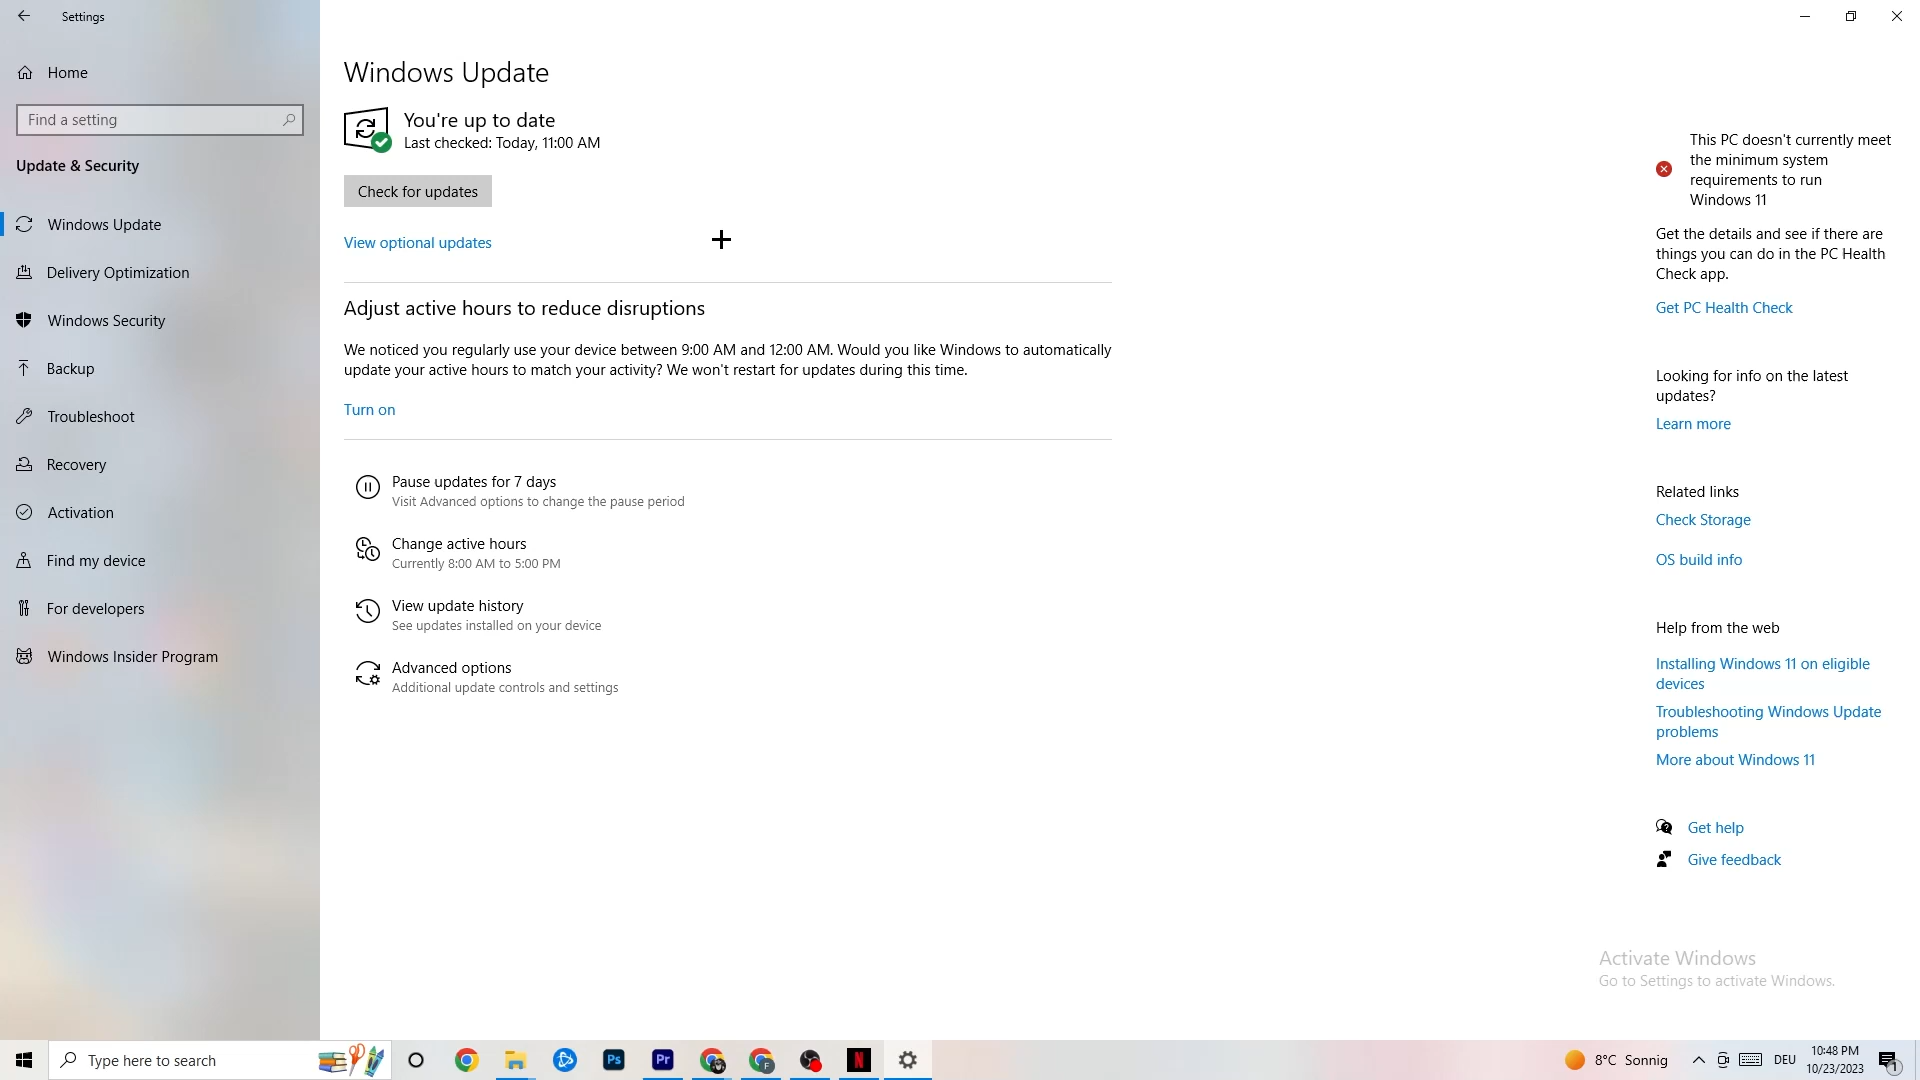 Settings
Home
Find a setting
Update & Security
Windows Update
Delivery Optimization
Windows Security
Backup
Troubleshoot
Recovery
Activation
Find my device
For developers
Windows Insider Program
Windows Update
You're up to date
Last checked: Today, 11:00 AM
Check for updates
View optional updates
Adjust active hours to reduce disruptions
We noticed you regularly use your device between 9:00 AM and 12:00 AM. Would you like Windows to automatically
update your active hours to match your activity? We won't restart for updates during this time.
Turn on
Pause updates for 7 days
Visit Advanced options to change the pause period
Change active hours
Currently 8:00 AM to 5:00 PM
View update history
See updates installed on your device
Advanced options
Additional update controls and settings
This PC doesn't currently meet
the minimum system
requirements to run
Windows 11
Get the details and see if there are
things you can do in the PC Health
Check app.
Get PC Health Check
Looking for info on the latest
updates?
Learn more
Related links
Check Storage
OS build info
Help from the web
Installing Windows 11 on eligible
devices
Troubleshooting Windows Update
problems
More about Windows 11
Get help
Give feedback
Activate Windows
Go to Settings to activate Windows.
Type here to search
Ps
Pr
F
N
8°C Sonnig
DEU
10:48 PM
10/23/2023
1